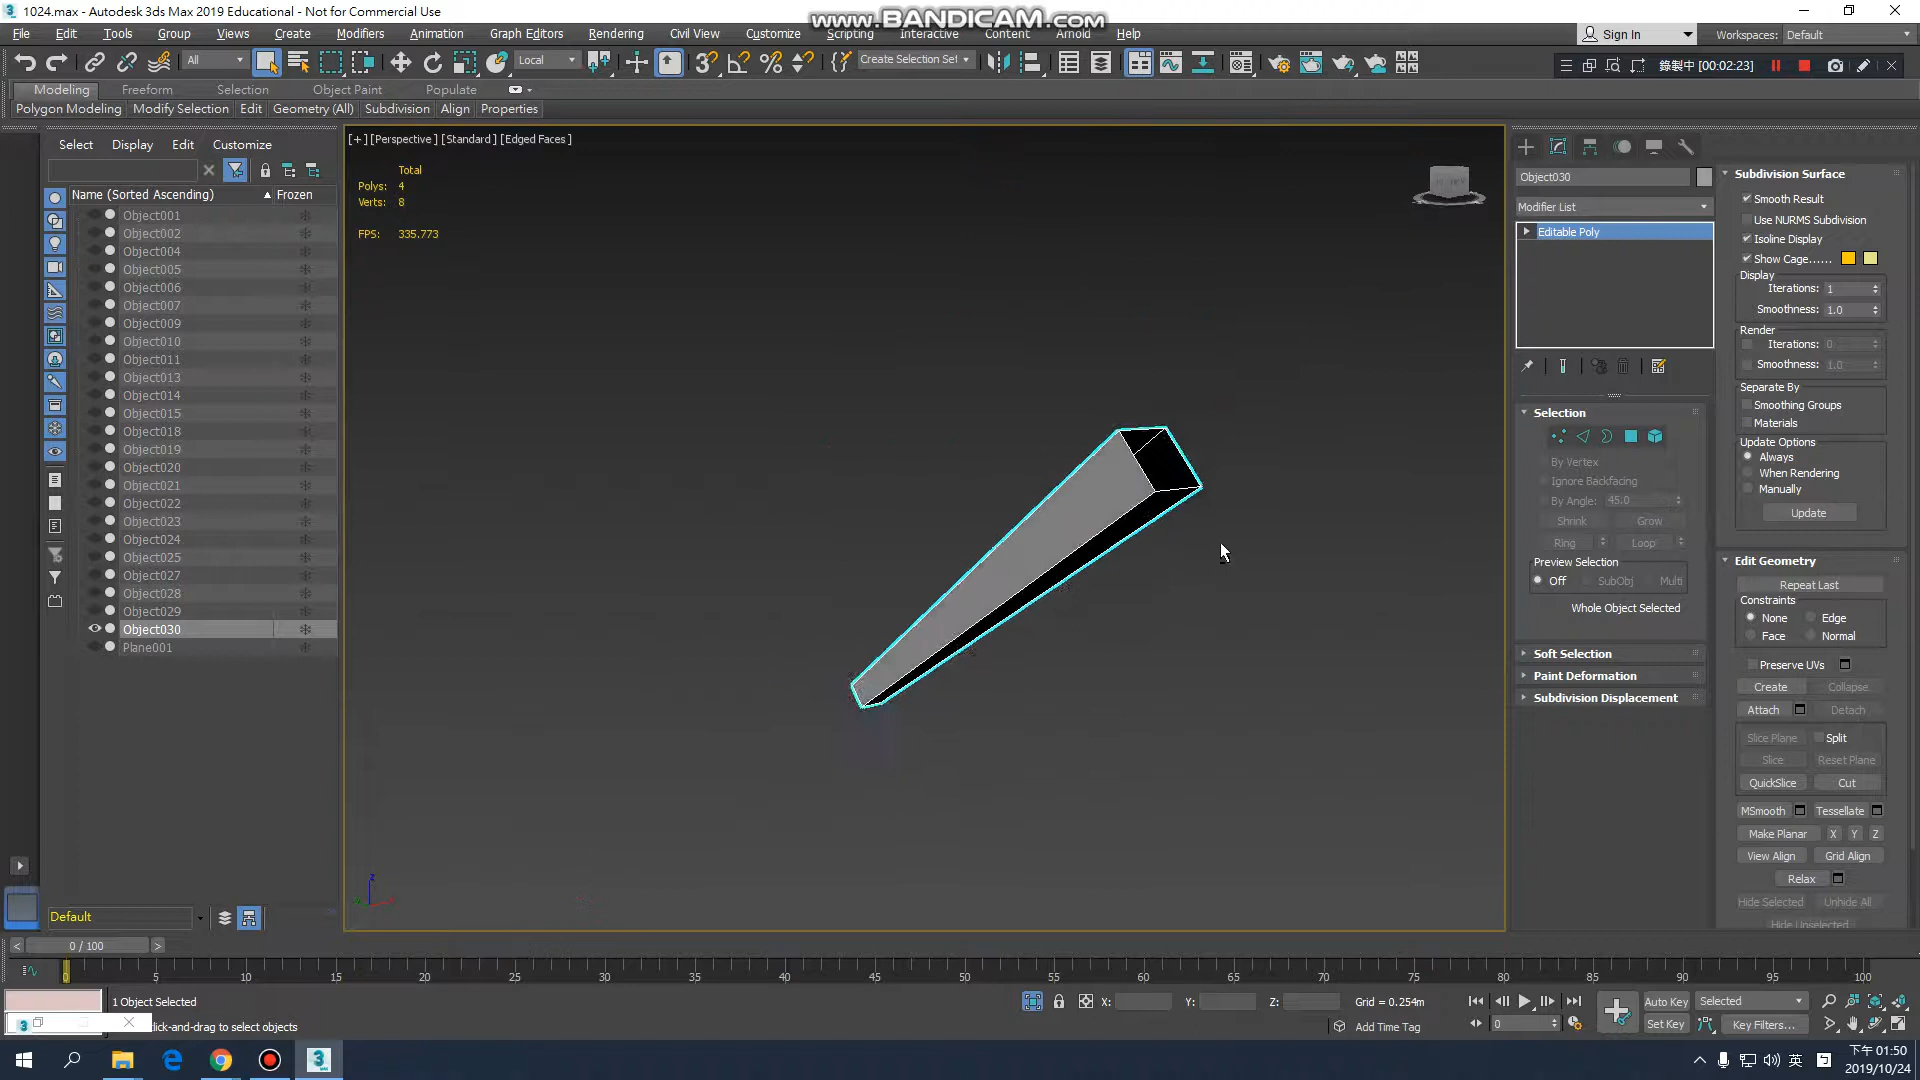 1024.max - Autodesk 3ds Max 2019 Educational - Not for Commercial Use
www.BANDICAM.com
File Edit Tools Group Views Create Modifiers Animation Graph Editors Rendering Civil View Customize Scripting Interactive Content Arnold Help
Sign In
Workspaces: Default
All
Local
Create Selection Set
錄製中 [00:02:23]
Modeling Freeform Selection Object Paint Populate
Polygon Modeling Modify Selection Edit Geometry (All) Subdivision Align Properties
Select Display Edit Customize
Name (Sorted Ascending) Frozen
Object001
Object002
Object004
Object005
Object006
Object007
Object009
Object010
Object011
Object013
Object014
Object015
Object018
Object019
Object020
Object021
Object022
Object023
Object024
Object025
Object027
Object028
Object029
Object030
Plane001
Default
[+] [Perspective ] [Standard ] [Edged Faces ]
Total
Polys: 4
Verts: 8
FPS: 335.773
z
Object030
Modifier List
Editable Poly
Selection
By Vertex
Ignore Backfacing
By Angle: 45.0
Shrink Grow
Ring Loop
Preview Selection
Off SubObj Multi
Whole Object Selected
Soft Selection
Paint Deformation
Subdivision Displacement
Subdivision Surface
Smooth Result
Use NURMS Subdivision
Isoline Display
Show Cage......
Display
Iterations: 1
Smoothness: 1.0
Render
Iterations: 0
Smoothness: 1.0
Separate By
Smoothing Groups
Materials
Update Options
Always
When Rendering
Manually
Update
Edit Geometry
Repeat Last
Constraints
None Edge
Face Normal
Preserve UVs
Create Collapse
Attach Detach
Slice Plane Split
Slice Reset Plane
QuickSlice Cut
MSmooth Tessellate
Make Planar X Y Z
View Align Grid Align
Relax
Hide Selected Unhide All
Hide Unselected
< 0 / 100 >
0 5 10 15 20 25 30 35 40 45 50 55 60 65 70 75 80 85 90 95 100
1 Object Selected
click-and-drag to select objects
X: Y: Z: Grid = 0.254m
Add Time Tag
0
Auto Key Selected
Set Key Key Filters...
英
下午 01:50
2019/10/24